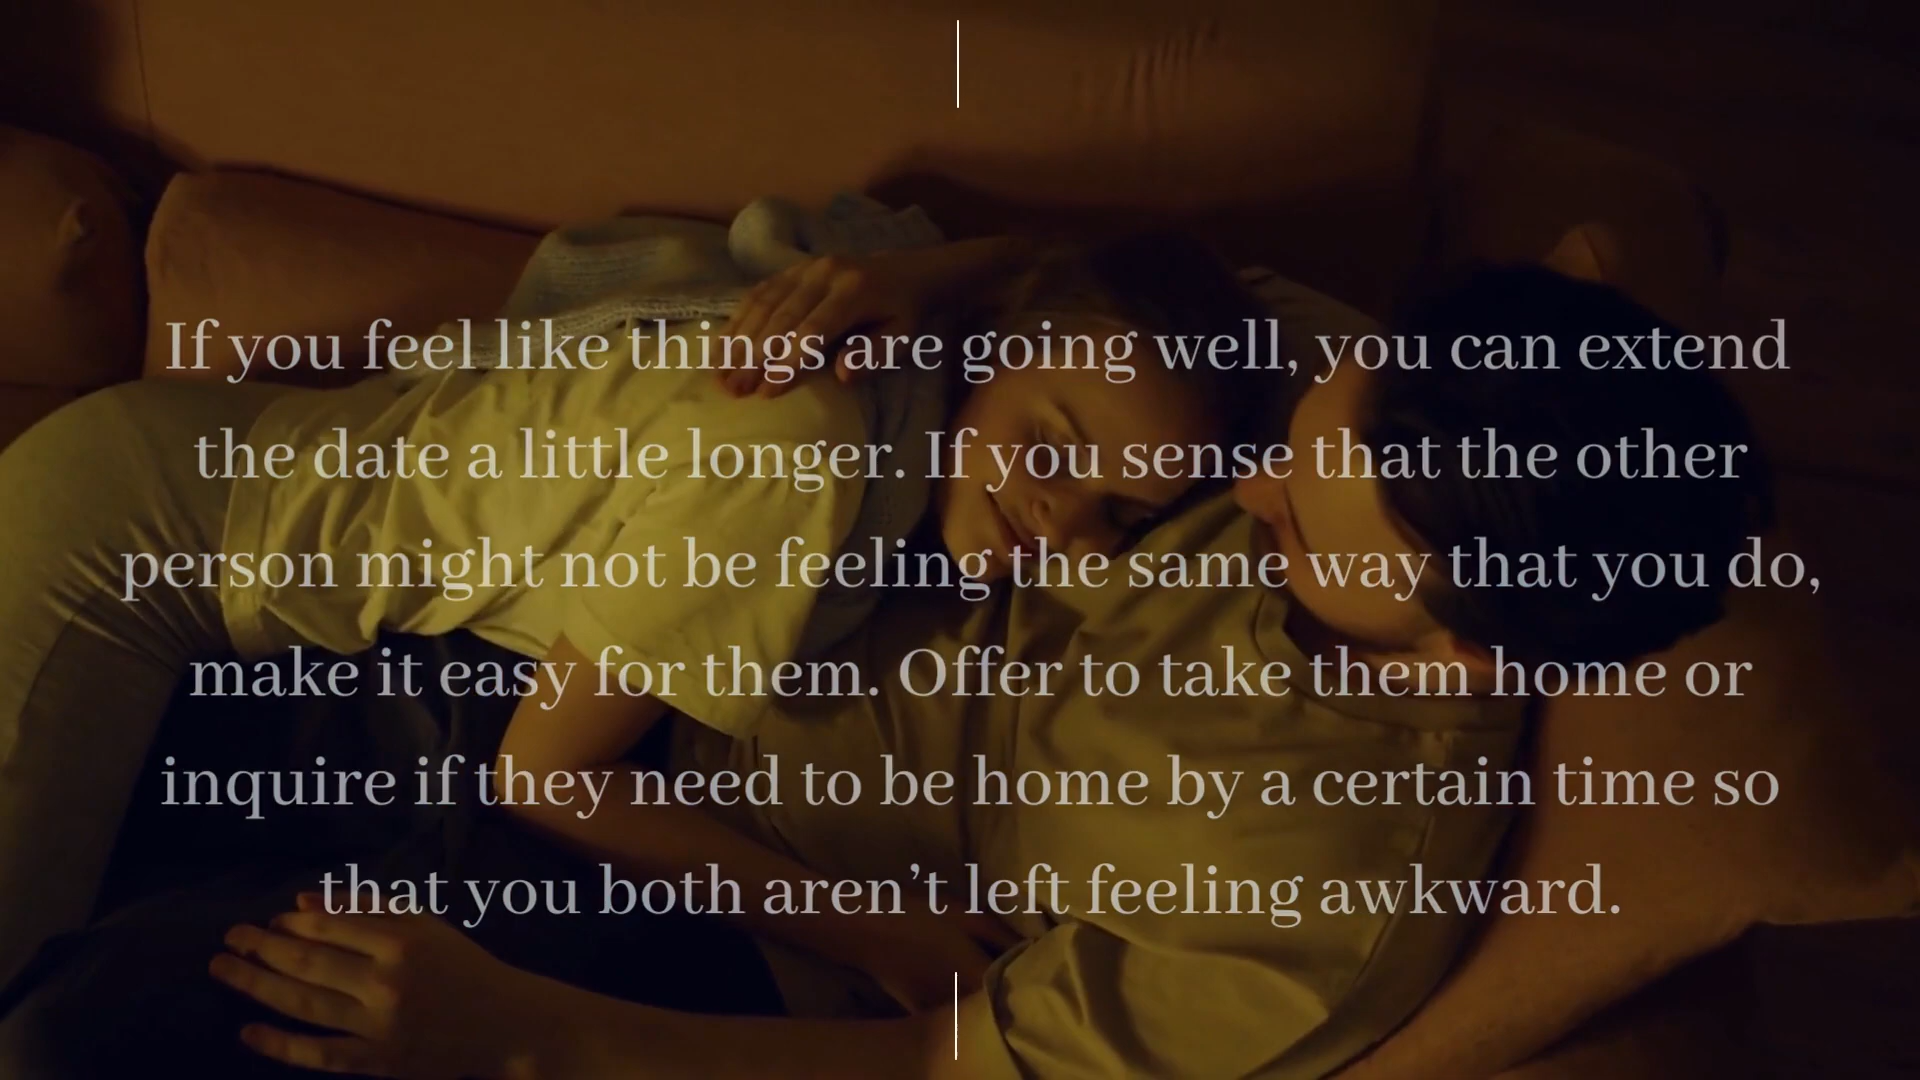 If you feel like things are going well, you can extend
the date a little longer. If you sense that the other
person might not be feeling the same way that you do,
make it easy for them. Offer to take them home or
inquire if they need to be home by a certain time so
that you both aren’t left feeling awkward.